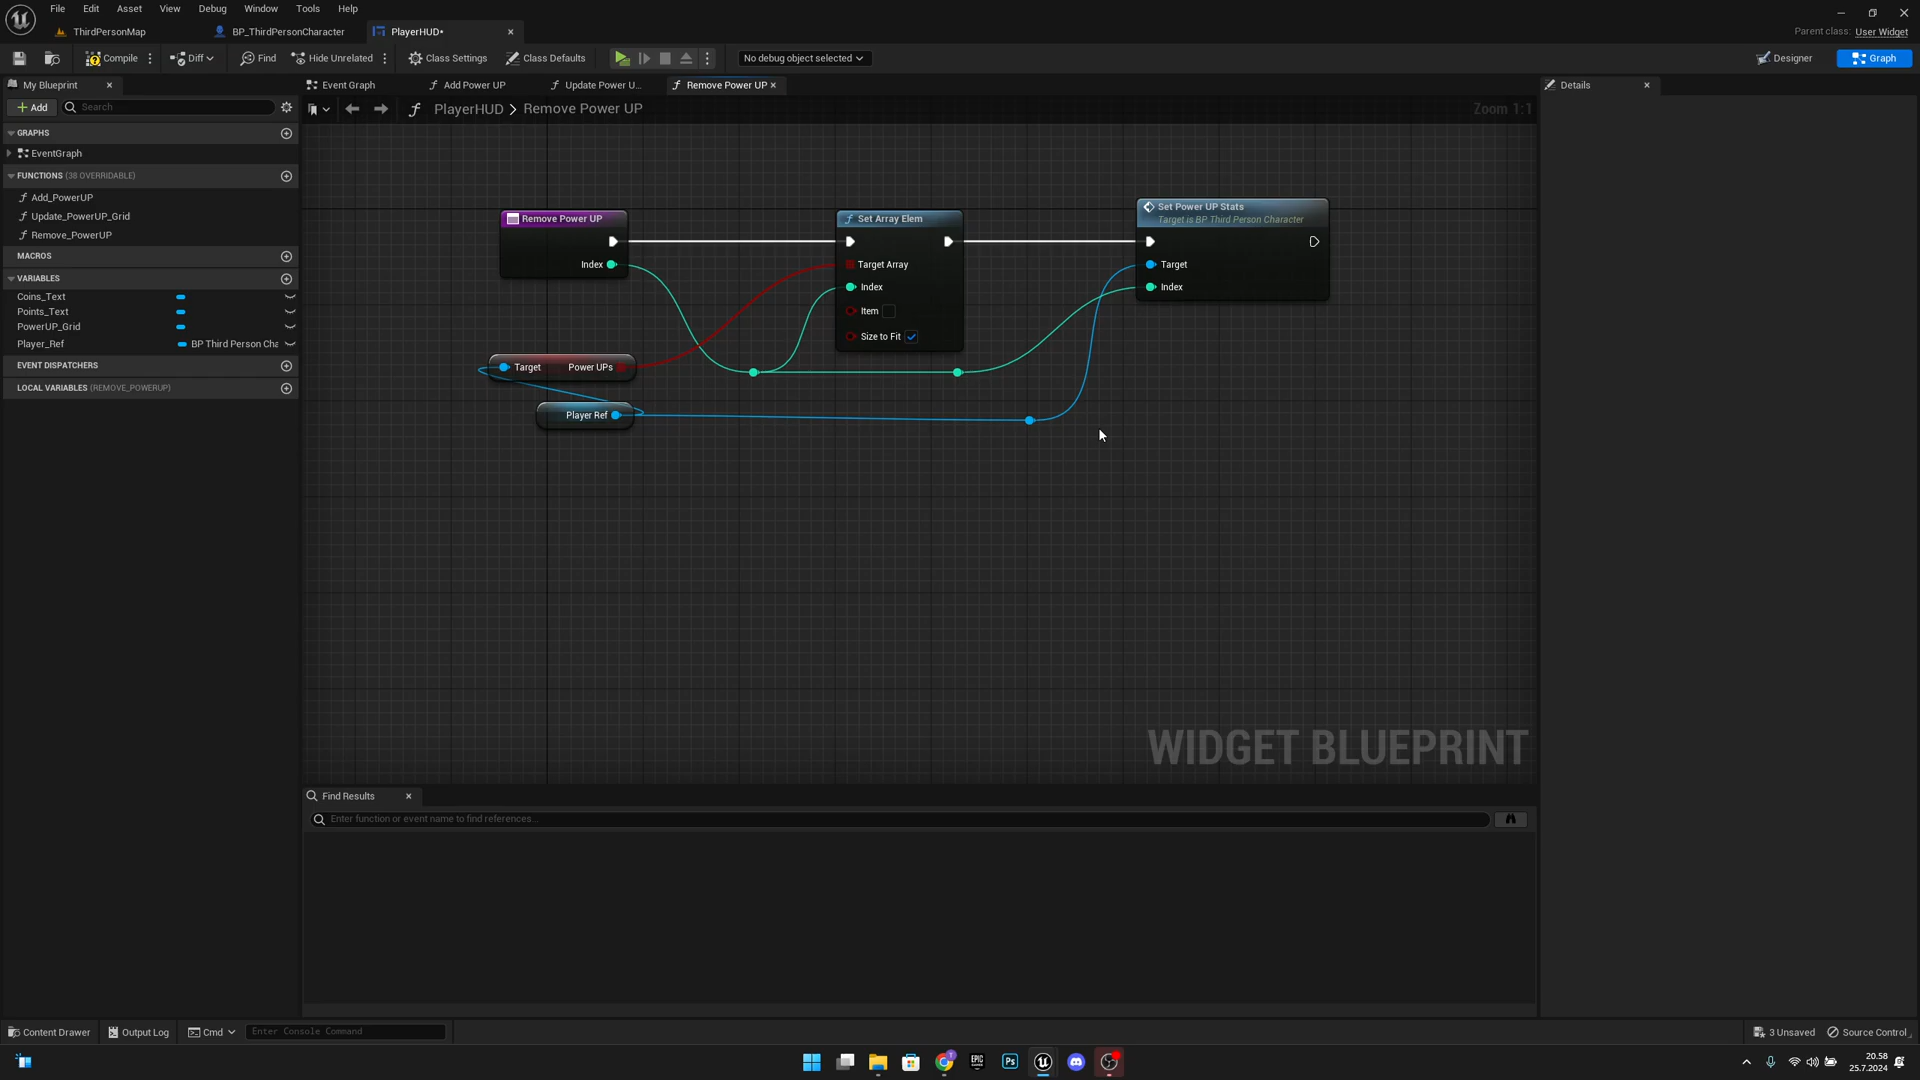 File Edit Asset View Debug Window Tools Help
ThirdPersonMap BP_ThirdPersonCharacter PlayerHUD•
Parent class: User Widget
Compile Diff Find Hide Unrelated Class Settings Class Defaults No debug object selected Designer Graph
My Blueprint
Event Graph Add Power UP Update Power U... Remove Power UP
Details
Add Search
PlayerHUD > Remove Power UP
Zoom 1:1
GRAPHS
EventGraph
FUNCTIONS (38 OVERRIDABLE)
Add_PowerUP
Update_PowerUP_Grid
Remove_PowerUP
MACROS
VARIABLES
Coins_Text
Points_Text
PowerUP_Grid
Player_Ref BP Third Person Cha
EVENT DISPATCHERS
LOCAL VARIABLES (REMOVE_POWERUP)
Remove Power UP
Index
Target Power UPs
Player Ref
Set Array Elem
Target Array
Index
Item
Size to Fit
Set Power UP Stats
Target is BP Third Person Character
Target
Index
WIDGET BLUEPRINT
Find Results
Enter function or event name to find references...
Content Drawer Output Log Cmd Enter Console Command
3 Unsaved Source Control
Ps
EPIC
20.58
25.7.2024